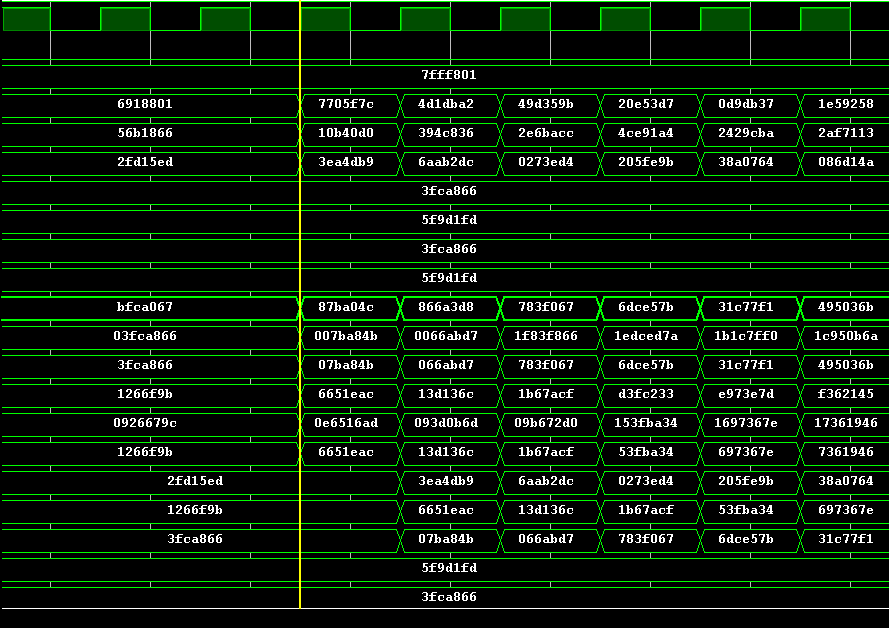 7fff801
6918801 7705f7c 4d1dba2 49d359b 20e53d7 0d9db37 1e59258
56b1866 10b40d0 394c836 2e6bacc 4ce91a4 2429cba 2af7113
2fd15ed 3ea4db9 6aab2dc 0273ed4 205fe9b 38a0764 086d14a
3fca866
5f9d1fd
3fca866
5f9d1fd
bfca067 87ba04c 866a3d8 783f067 6dce57b 31c77f1 495036b
03fca866 007ba84b 0066abd7 1f83f866 1edced7a 1b1c7ff0 1c950b6a
3fca866 07ba84b 066abd7 783f067 6dce57b 31c77f1 495036b
1266f9b 6651eac 13d136c 1b67acf d3fc233 e973e7d f362145
0926679c 0e6516ad 093d0b6d 09b672d0 153fba34 1697367e 17361946
1266f9b 6651eac 13d136c 1b67acf 53fba34 697367e 7361946
2fd15ed 3ea4db9 6aab2dc 0273ed4 205fe9b 38a0764
1266f9b 6651eac 13d136c 1b67acf 53fba34 697367e
3fca866 07ba84b 066abd7 783f067 6dce57b 31c77f1
5f9d1fd
3fca866